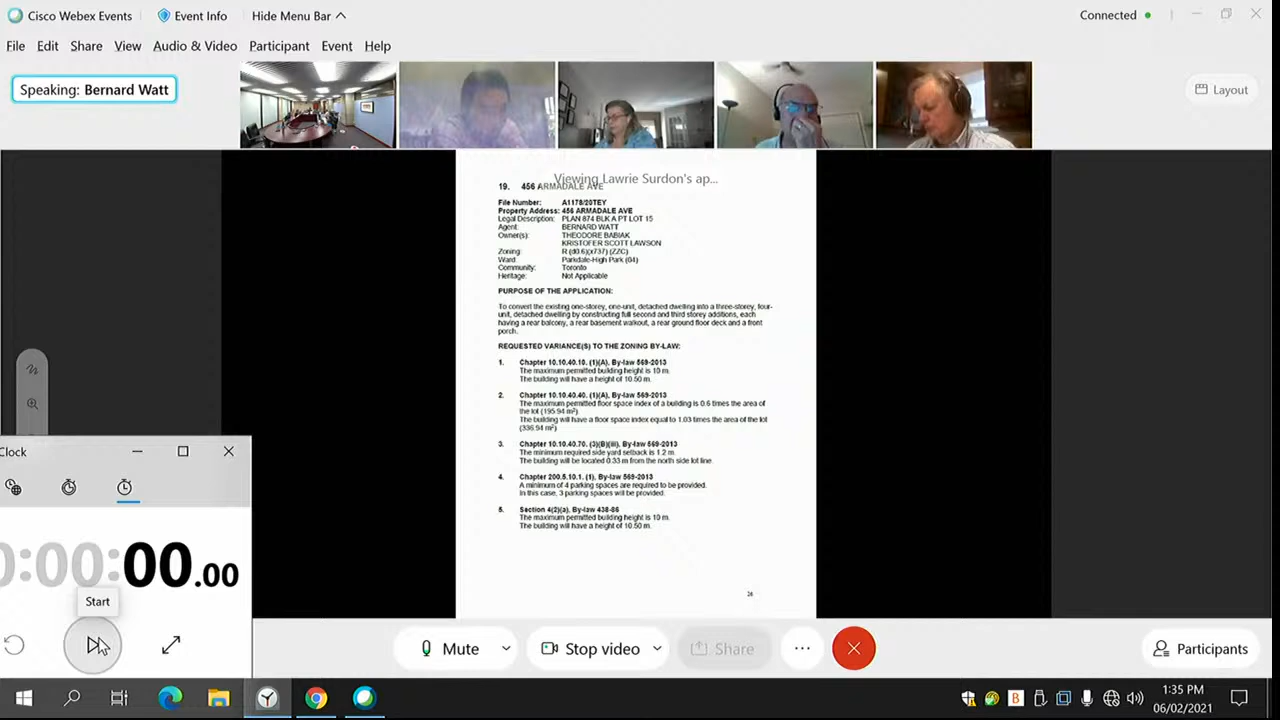 Cisco Webex Events
Event Info
Hide Menu Bar
Connected
File Edit Share View Audio & Video Participant Event Help
Speaking: Bernard Watt
Layout
Viewing Lawrie Surdon's ap...
19. 456 ARMADALE AVE
File Number: A1178/20TEY
Property Address: 456 ARMADALE AVE
Legal Description: PLAN 874 BLK A PT LOT 15
Agent: BERNARD WATT
Owner(s): THEODORE BABIAK
KRISTOFER SCOTT LAWSON
Zoning: R (d0.6)(x737) (ZZC)
Ward Parkdale-High Park (04)
Community: Toronto
Heritage: Not Applicable
PURPOSE OF THE APPLICATION:
To convert the existing one-storey, one-unit, detached dwelling into a three-storey, four-
unit, detached dwelling by constructing full second and third storey additions, each
having a rear balcony, a rear basement walkout, a rear ground floor deck and a front
porch.
REQUESTED VARIANCE(S) TO THE ZONING BY-LAW:
1. Chapter 10.10.40.10. (1)(A), By-law 569-2013
The maximum permitted building height is 10 m.
The building will have a height of 10.50 m.
2. Chapter 10.10.40.40. (1)(A), By-law 569-2013
The maximum permitted floor space index of a building is 0.6 times the area of
the lot (195.94 m²)
The building will have a floor space index equal to 1.03 times the area of the lot
(336.94 m²)
3. Chapter 10.10.40.70. (3)(B)(iii), By-law 569-2013
The minimum required side yard setback is 1.2 m.
The building will be located 0.33 m from the north side lot line.
4. Chapter 200.5.10.1. (1), By-law 569-2013
A minimum of 4 parking spaces are required to be provided.
In this case, 3 parking spaces will be provided.
5. Section 4(2)(a), By-law 438-86
The maximum permitted building height is 10 m.
The building will have a height of 10.50 m.
Clock
0:00:00.00
Start
Mute
Stop video
Share
Participants
1:35 PM
06/02/2021